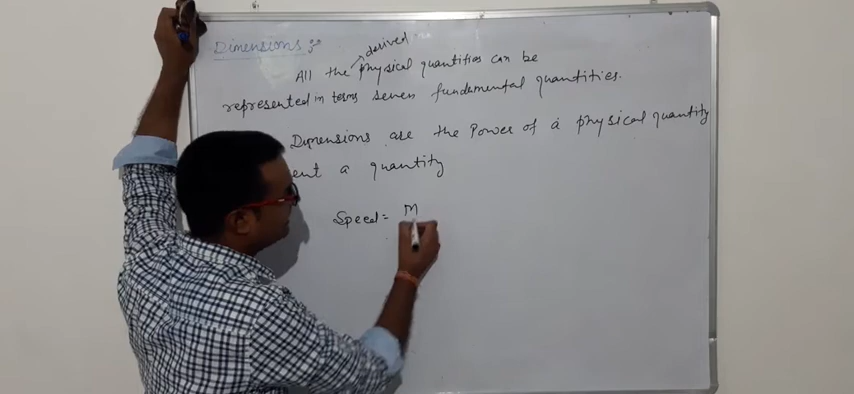 Dimensions :-
derived
All the physical quantities can be
represented in terms seven fundamental quantities.
Dimensions are the power of a physical quantity
ent a quantity
Speed = M